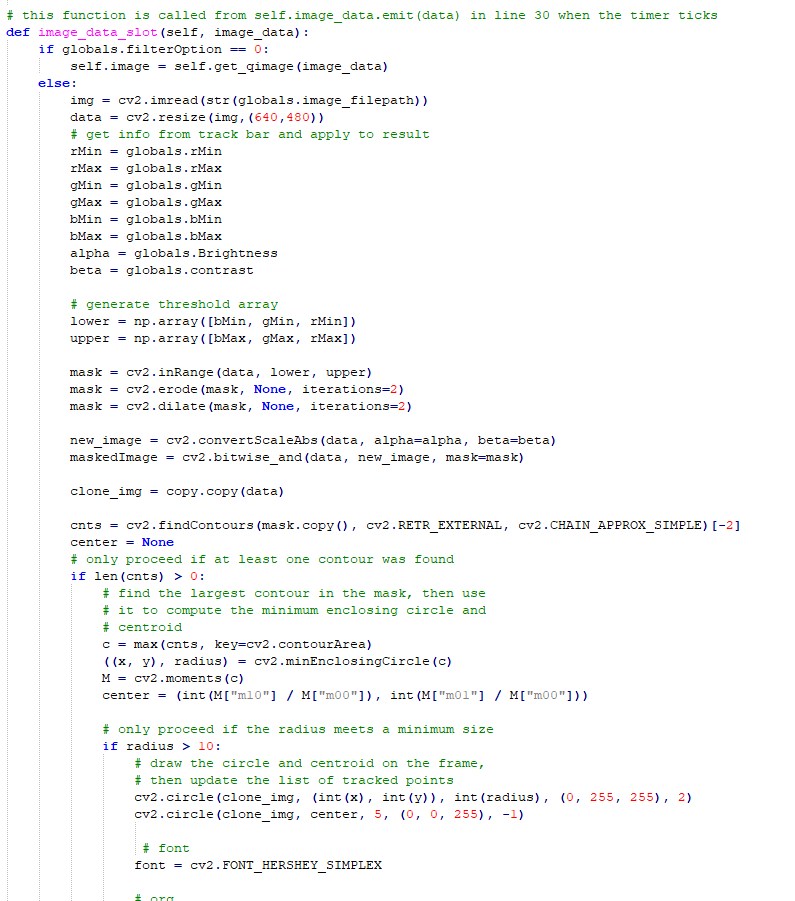 # this function is called from self.image_data.emit(data) in line 30 when the timer ticks
def image_data_slot(self, image_data):
    if globals.filterOption == 0:
        self.image = self.get_qimage(image_data)
    else:
        img = cv2.imread(str(globals.image_filepath))
        data = cv2.resize(img,(640,480))
        # get info from track bar and apply to result
        rMin = globals.rMin
        rMax = globals.rMax
        gMin = globals.gMin
        gMax = globals.gMax
        bMin = globals.bMin
        bMax = globals.bMax
        alpha = globals.Brightness
        beta = globals.contrast

        # generate threshold array
        lower = np.array([bMin, gMin, rMin])
        upper = np.array([bMax, gMax, rMax])

        mask = cv2.inRange(data, lower, upper)
        mask = cv2.erode(mask, None, iterations=2)
        mask = cv2.dilate(mask, None, iterations=2)

        new_image = cv2.convertScaleAbs(data, alpha=alpha, beta=beta)
        maskedImage = cv2.bitwise_and(data, new_image, mask=mask)

        clone_img = copy.copy(data)

        cnts = cv2.findContours(mask.copy(), cv2.RETR_EXTERNAL, cv2.CHAIN_APPROX_SIMPLE)[-2]
        center = None
        # only proceed if at least one contour was found
        if len(cnts) > 0:
            # find the largest contour in the mask, then use
            # it to compute the minimum enclosing circle and
            # centroid
            c = max(cnts, key=cv2.contourArea)
            ((x, y), radius) = cv2.minEnclosingCircle(c)
            M = cv2.moments(c)
            center = (int(M["m10"] / M["m00"]), int(M["m01"] / M["m00"]))

            # only proceed if the radius meets a minimum size
            if radius > 10:
                # draw the circle and centroid on the frame,
                # then update the list of tracked points
                cv2.circle(clone_img, (int(x), int(y)), int(radius), (0, 255, 255), 2)
                cv2.circle(clone_img, center, 5, (0, 0, 255), -1)

                 # font
                font = cv2.FONT_HERSHEY_SIMPLEX

                # org